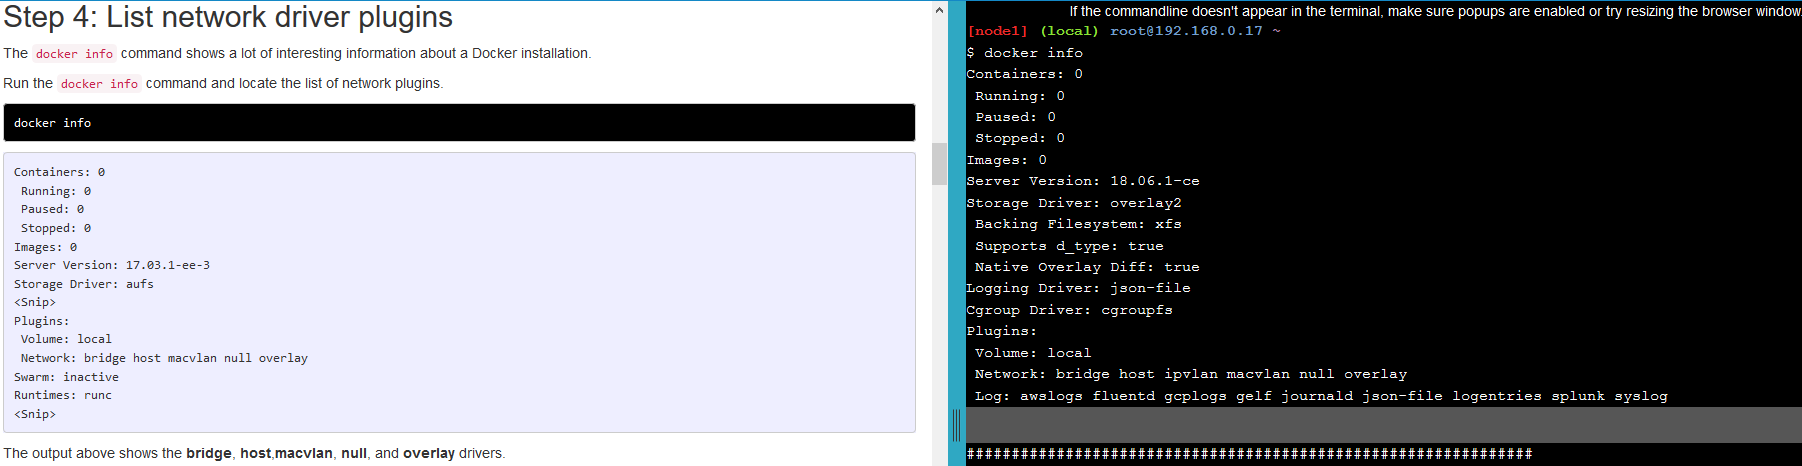 Step 4: List network driver plugins
The docker info command shows a lot of interesting information about a Docker installation.
Run the docker info command and locate the list of network plugins.
docker info
Containers: 0
Running: 0
Paused: 0
Stopped: 0
Images: 0
Server Version: 17.03.1-ee-3
Storage Driver: aufs
<Snip>
Plugins:
Volume: local
Network: bridge host macvlan null overlay
Swarm: inactive
Runtimes: runc
<Snip>
The output above shows the bridge, host,macvlan, null, and overlay drivers.
If the commandline doesn't appear in the terminal, make sure popups are enabled or try resizing the browser window.
[node1] (local) root@192.168.0.17 ~
$ docker info
Containers: 0
Running: 0
Paused: 0
Stopped: 0
Images: 0
Server Version: 18.06.1-ce
Storage Driver: overlay2
Backing Filesystem: xfs
Supports d_type: true
Native Overlay Diff: true
Logging Driver: json-file
Cgroup Driver: cgroupfs
Plugins:
Volume: local
Network: bridge host ipvlan macvlan null overlay
Log: awslogs fluentd gcplogs gelf journald json-file logentries splunk syslog
###############################################################